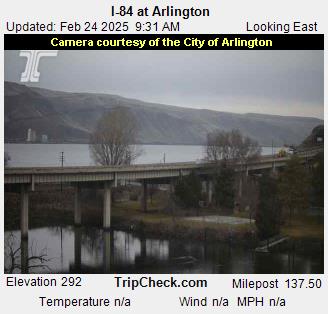 I-84 at Arlington
Updated: Feb 24 2025 9:31 AM Looking East
Camera courtesy of the City of Arlington
Elevation 292 TripCheck.com Milepost 137.50
Temperature n/a Wind n/a MPH n/a